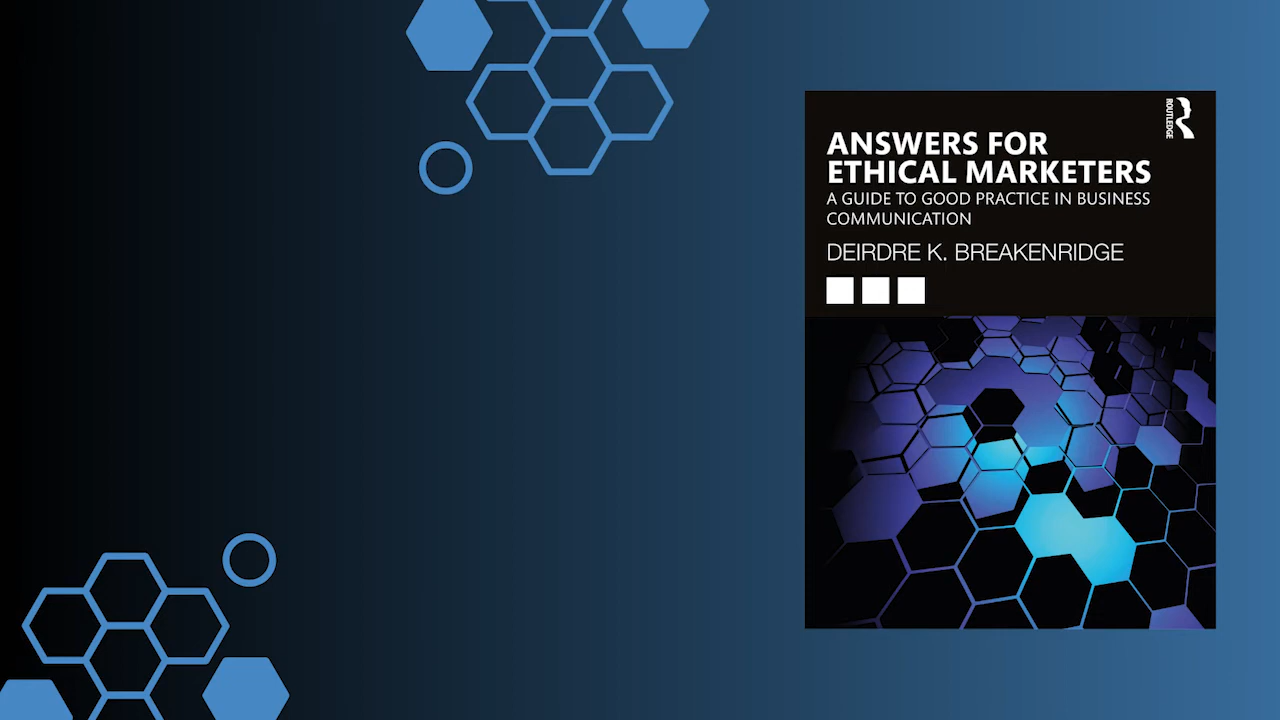 ROUTLEDGE
ANSWERS FOR
ETHICAL MARKETERS
A GUIDE TO GOOD PRACTICE IN BUSINESS
COMMUNICATION
DEIRDRE K. BREAKENRIDGE